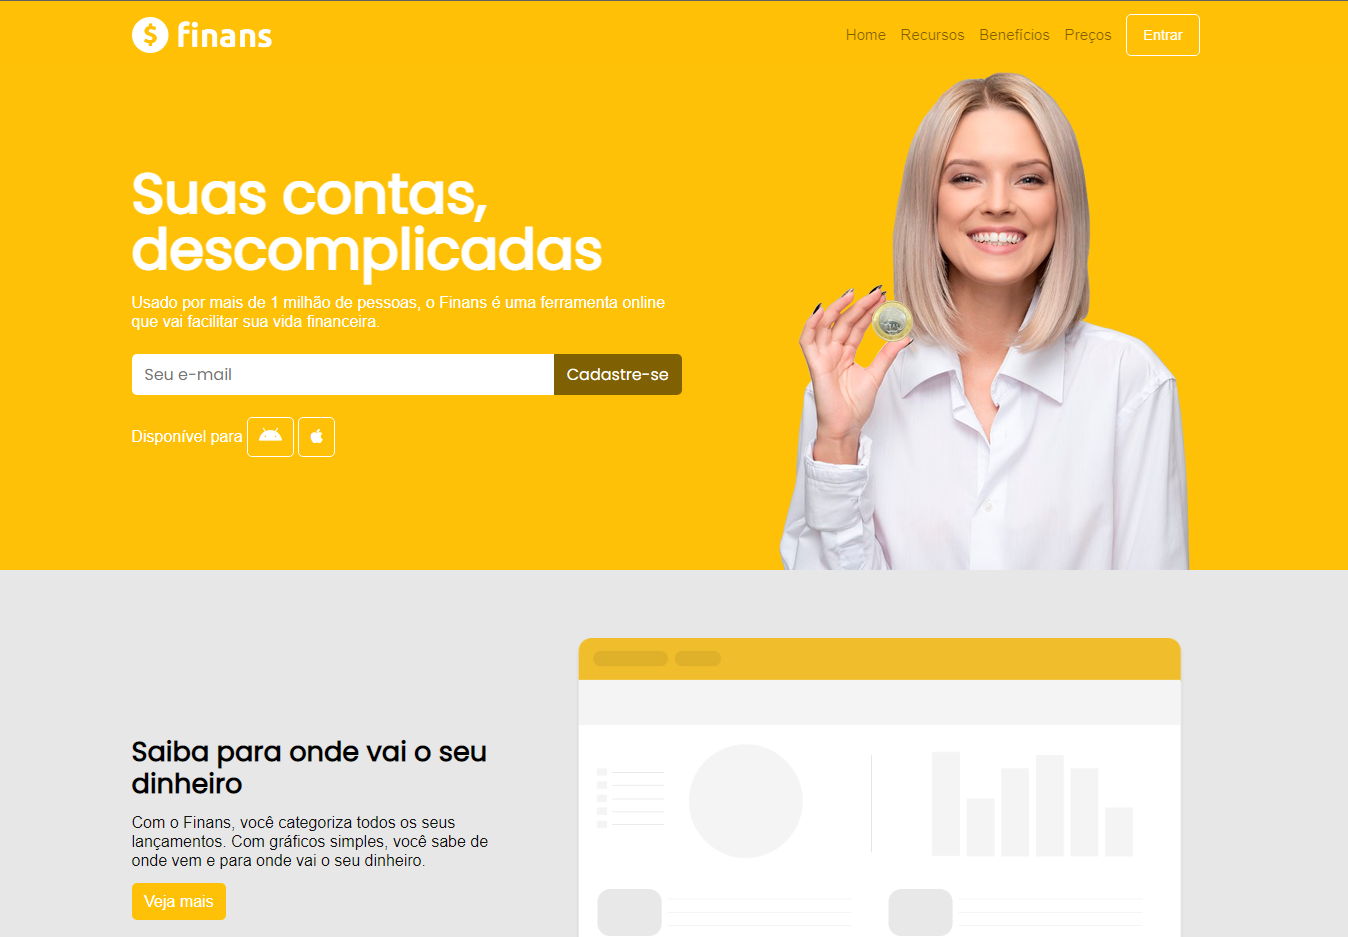 finans
Home Recursos Benefícios Preços Entrar
Suas contas,
descomplicadas
Usado por mais de 1 milhão de pessoas, o Finans é uma ferramenta online
que vai facilitar sua vida financeira.
Seu e-mail Cadastre-se
Disponível para
Saiba para onde vai o seu
dinheiro
Com o Finans, você categoriza todos os seus
lançamentos. Com gráficos simples, você sabe de
onde vem e para onde vai o seu dinheiro.
Veja mais